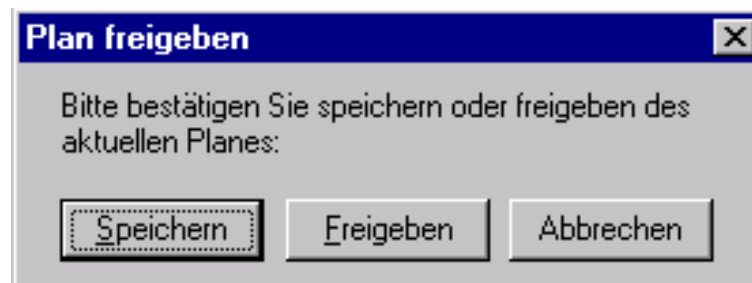 Plan freigeben
Bitte bestätigen Sie speichern oder freigeben des
aktuellen Planes:
Speichern Freigeben Abbrechen